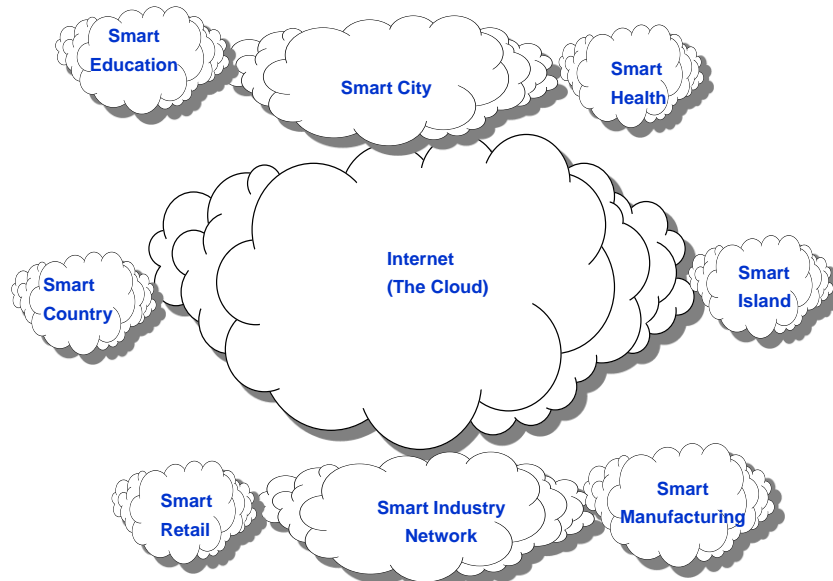 Smart
Education
Smart City
Smart
Health
Internet
(The Cloud)
Smart
Country
Smart
Island
Smart
Retail
Smart Industry
Network
Smart
Manufacturing